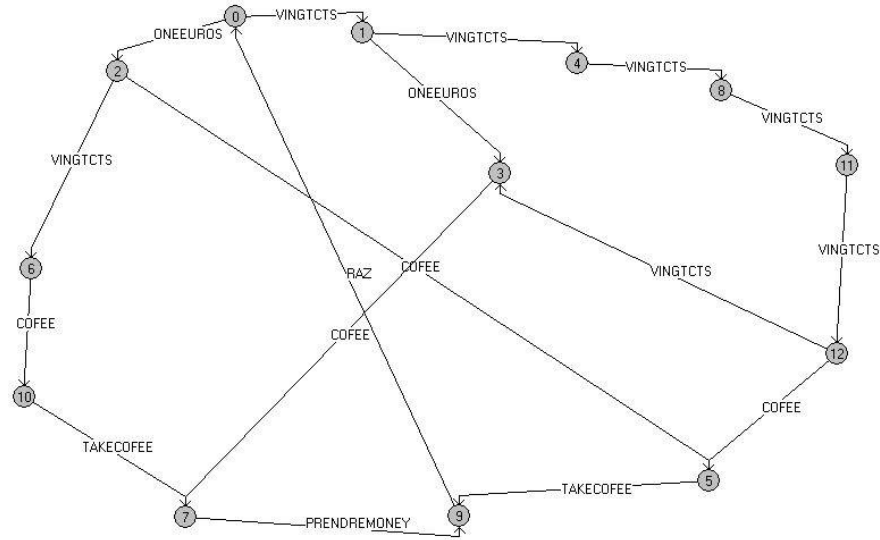 0
VINGTCTS
1
ONEEUROS
VINGTCTS
4
VINGTCTS
2
8
ONEEUROS
VINGTCTS
VINGTCTS
11
3
VINGTCTS
6
COFEE
RAZ
VINGTCTS
COFEE
COFEE
12
10
COFEE
TAKECOFEE
5
TAKECOFEE
7
PRENDREMONEY
9